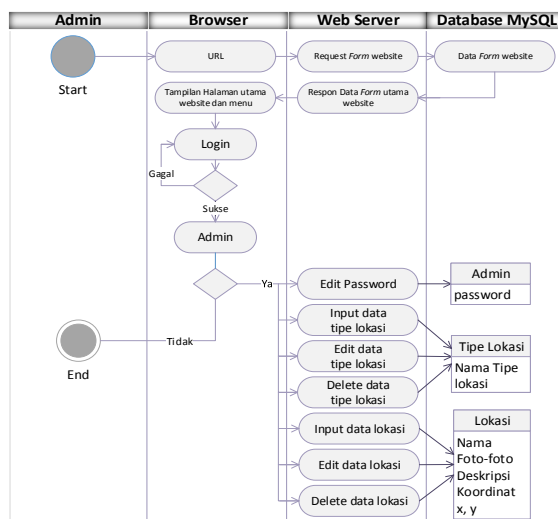 Admin
Browser
Web Server
Database MySQL
Start
URL
Request Form website
Data Form website
Tampilan Halaman utama
website dan menu
Respon Data Form utama
website
Login
Gagal
Sukse
Admin
Ya
Tidak
End
Edit Password
Admin
password
Input data
tipe lokasi
Edit data
tipe lokasi
Delete data
tipe lokasi
Tipe Lokasi
Nama Tipe
lokasi
Input data lokasi
Edit data lokasi
Delete data lokasi
Lokasi
Nama
Foto-foto
Deskripsi
Koordinat
x, y